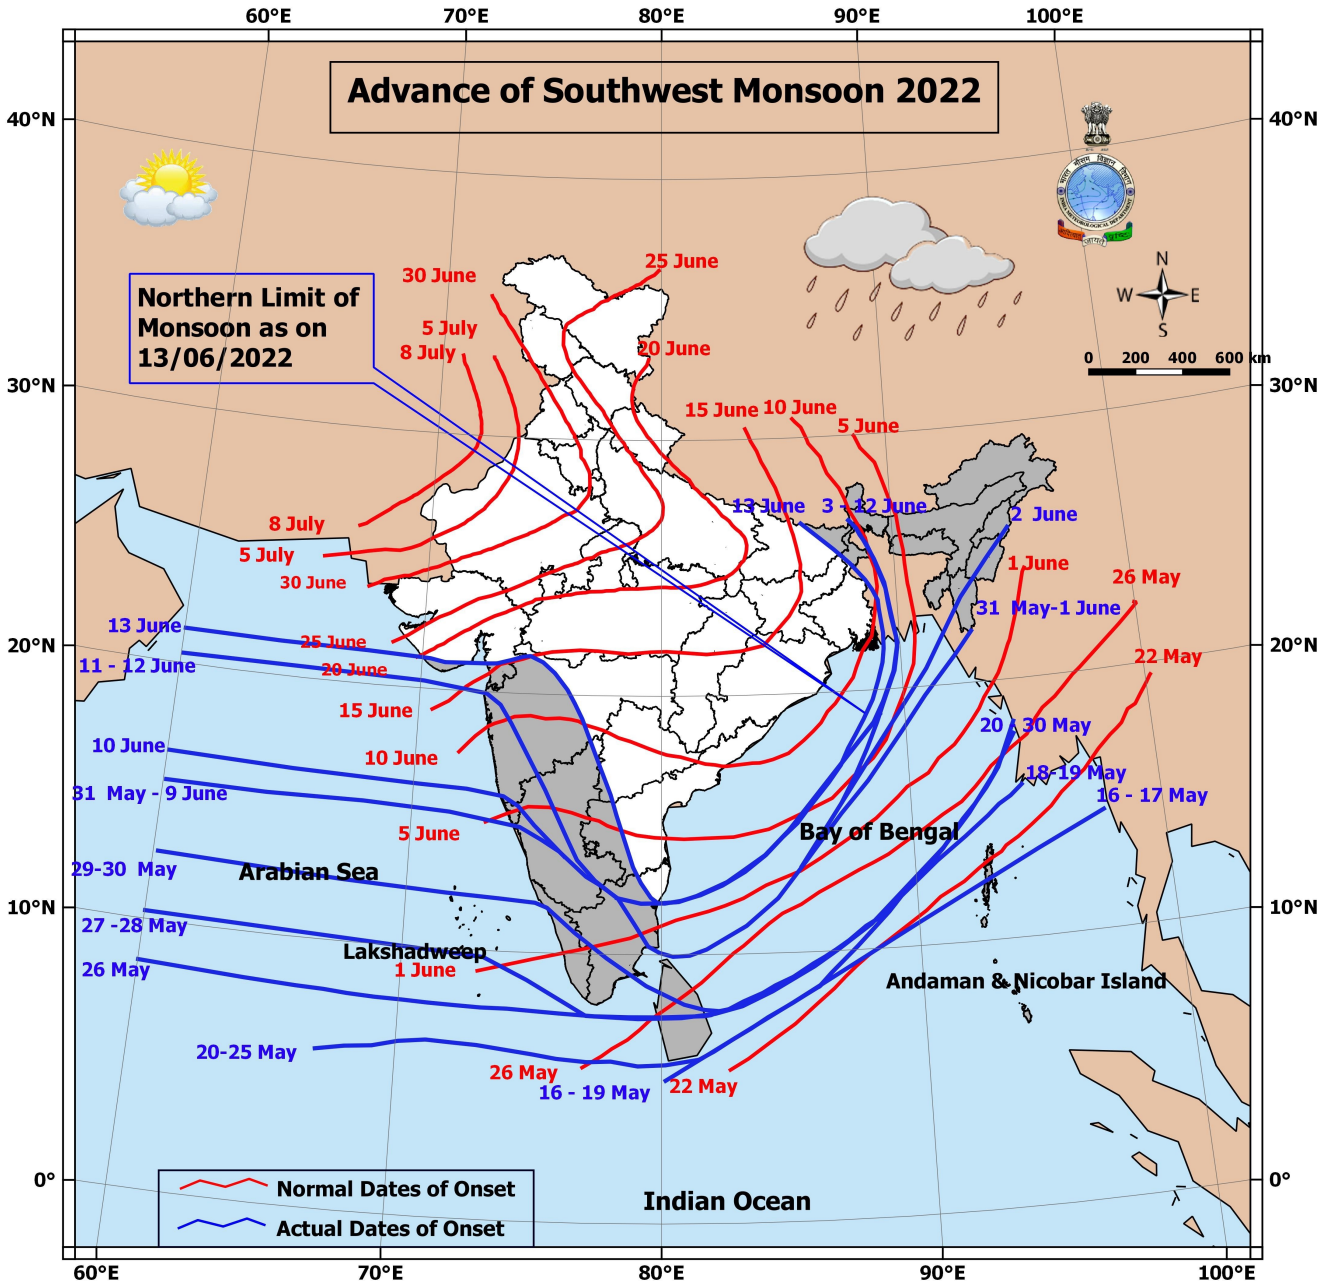 60°E 70°E 80°E 90°E 100°E
Advance of Southwest Monsoon 2022
40°N 40°N
N
W E
S
0 200 400 600 km
Northern Limit of
Monsoon as on
13/06/2022
30 June
25 June
5 July
8 July
20 June
30°N 30°N
15 June
10 June
5 June
13 June
3 - 12 June
2 June
8 July
5 July
30 June
1 June
26 May
31 May-1 June
13 June
25 June
20°N 20°N
11 - 12 June
20 June
22 May
15 June
20 - 30 May
10 June
10 June
18-19 May
31 May - 9 June
16 - 17 May
5 June
Bay of Bengal
29-30 May
Arabian Sea
10°N 10°N
27 -28 May
Lakshadweep
26 May
1 June
Andaman & Nicobar Island
20-25 May
26 May
16 - 19 May
22 May
0° 0°
Normal Dates of Onset
Actual Dates of Onset
Indian Ocean
60°E 70°E 80°E 90°E 100°E